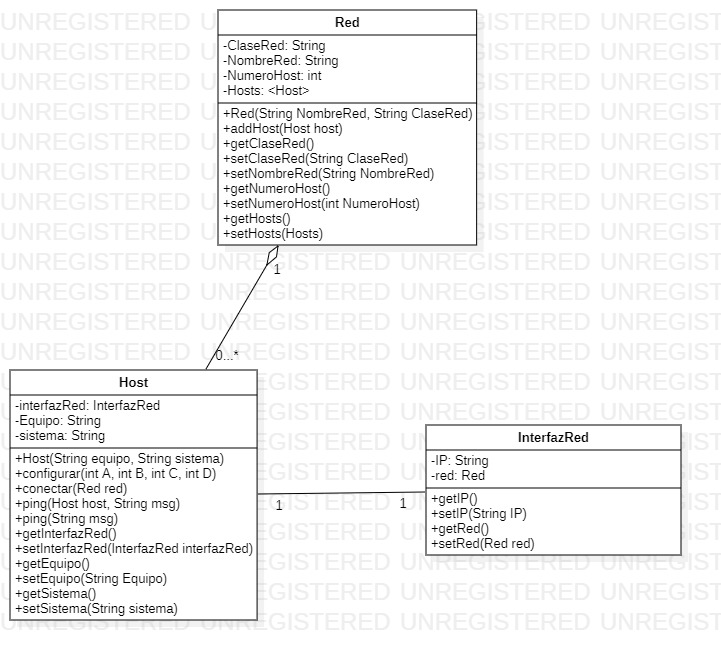 Red
-ClaseRed: String
-NombreRed: String
-NumeroHost: int
-Hosts: <Host>
+Red(String NombreRed, String ClaseRed)
+addHost(Host host)
+getClaseRed()
+setClaseRed(String ClaseRed)
+setNombreRed(String NombreRed)
+getNumeroHost()
+setNumeroHost(int NumeroHost)
+getHosts()
+setHosts(Hosts)
1
0...*
Host
-interfazRed: InterfazRed
-Equipo: String
-sistema: String
+Host(String equipo, String sistema)
+configurar(int A, int B, int C, int D)
+conectar(Red red)
+ping(Host host, String msg)
+ping(String msg)
+getInterfazRed()
+setInterfazRed(InterfazRed interfazRed)
+getEquipo()
+setEquipo(String Equipo)
+getSistema()
+setSistema(String sistema)
1
1
InterfazRed
-IP: String
-red: Red
+getIP()
+setIP(String IP)
+getRed()
+setRed(Red red)
UNREGISTERED